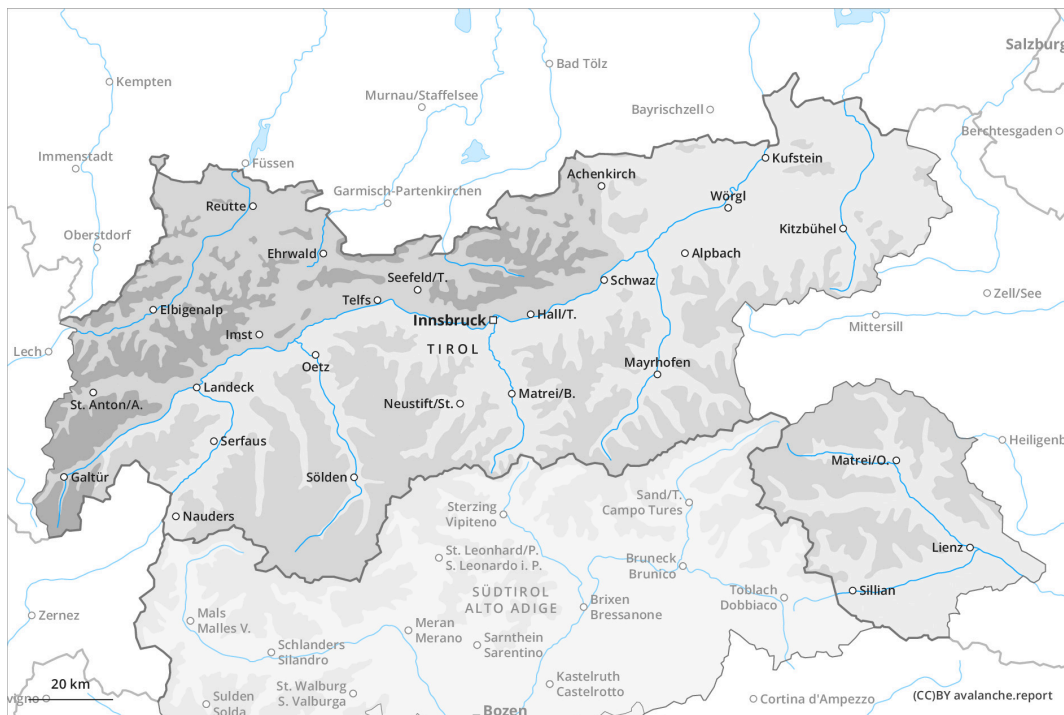 Salzburg
Kempten
Bad Tölz
Murnau/Staffelsee
Bayrischzell
Berchtesgaden
Immenstadt
Füssen
Kufstein
Garmisch-Partenkirchen
Achenkirch
Reutte
Wörgl
Oberstdorf
Kitzbühel
Ehrwald
Alpbach
Seefeld/T.
Schwaz
Zell/See
Telfs
Elbigenalp
Innsbruck
Hall/T.
Mittersill
Imst
TIROL
Lech
Oetz
Mayrhofen
Landeck
St. Anton/A.
Neustift/St.
Matrei/B.
Serfaus
Heiligenb
Matrei/O.
Galtür
Sölden
Sand/T.
Campo Tures
Sterzing
Vipiteno
Nauders
Lienz
St. Leonhard/P.
S. Leonardo i. P.
Bruneck
Brunico
SÜDTIROL
ALTO ADIGE
Sillian
Toblach
Dobbiaco
Brixen
Bressanone
Zernez
Mals
Malles V.
Meran
Merano
Sarnthein
Sarentino
Schlanders
Silandro
Kastelruth
Castelrotto
20 km
St. Walburg
S. Valburga
vigno
Sulden
Solda
Cortina d'Ampezzo
(CC)BY avalanche.report
Bozen